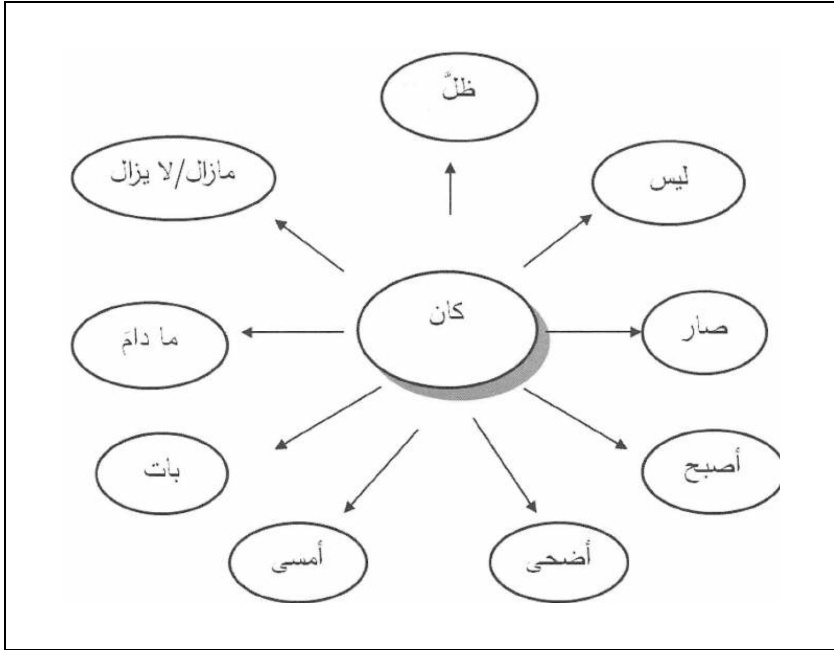 ظلَّ
مازال/لا يزال
ليس
كان
صار
ما دامَ
أصبح
بات
أضحى
أمسى